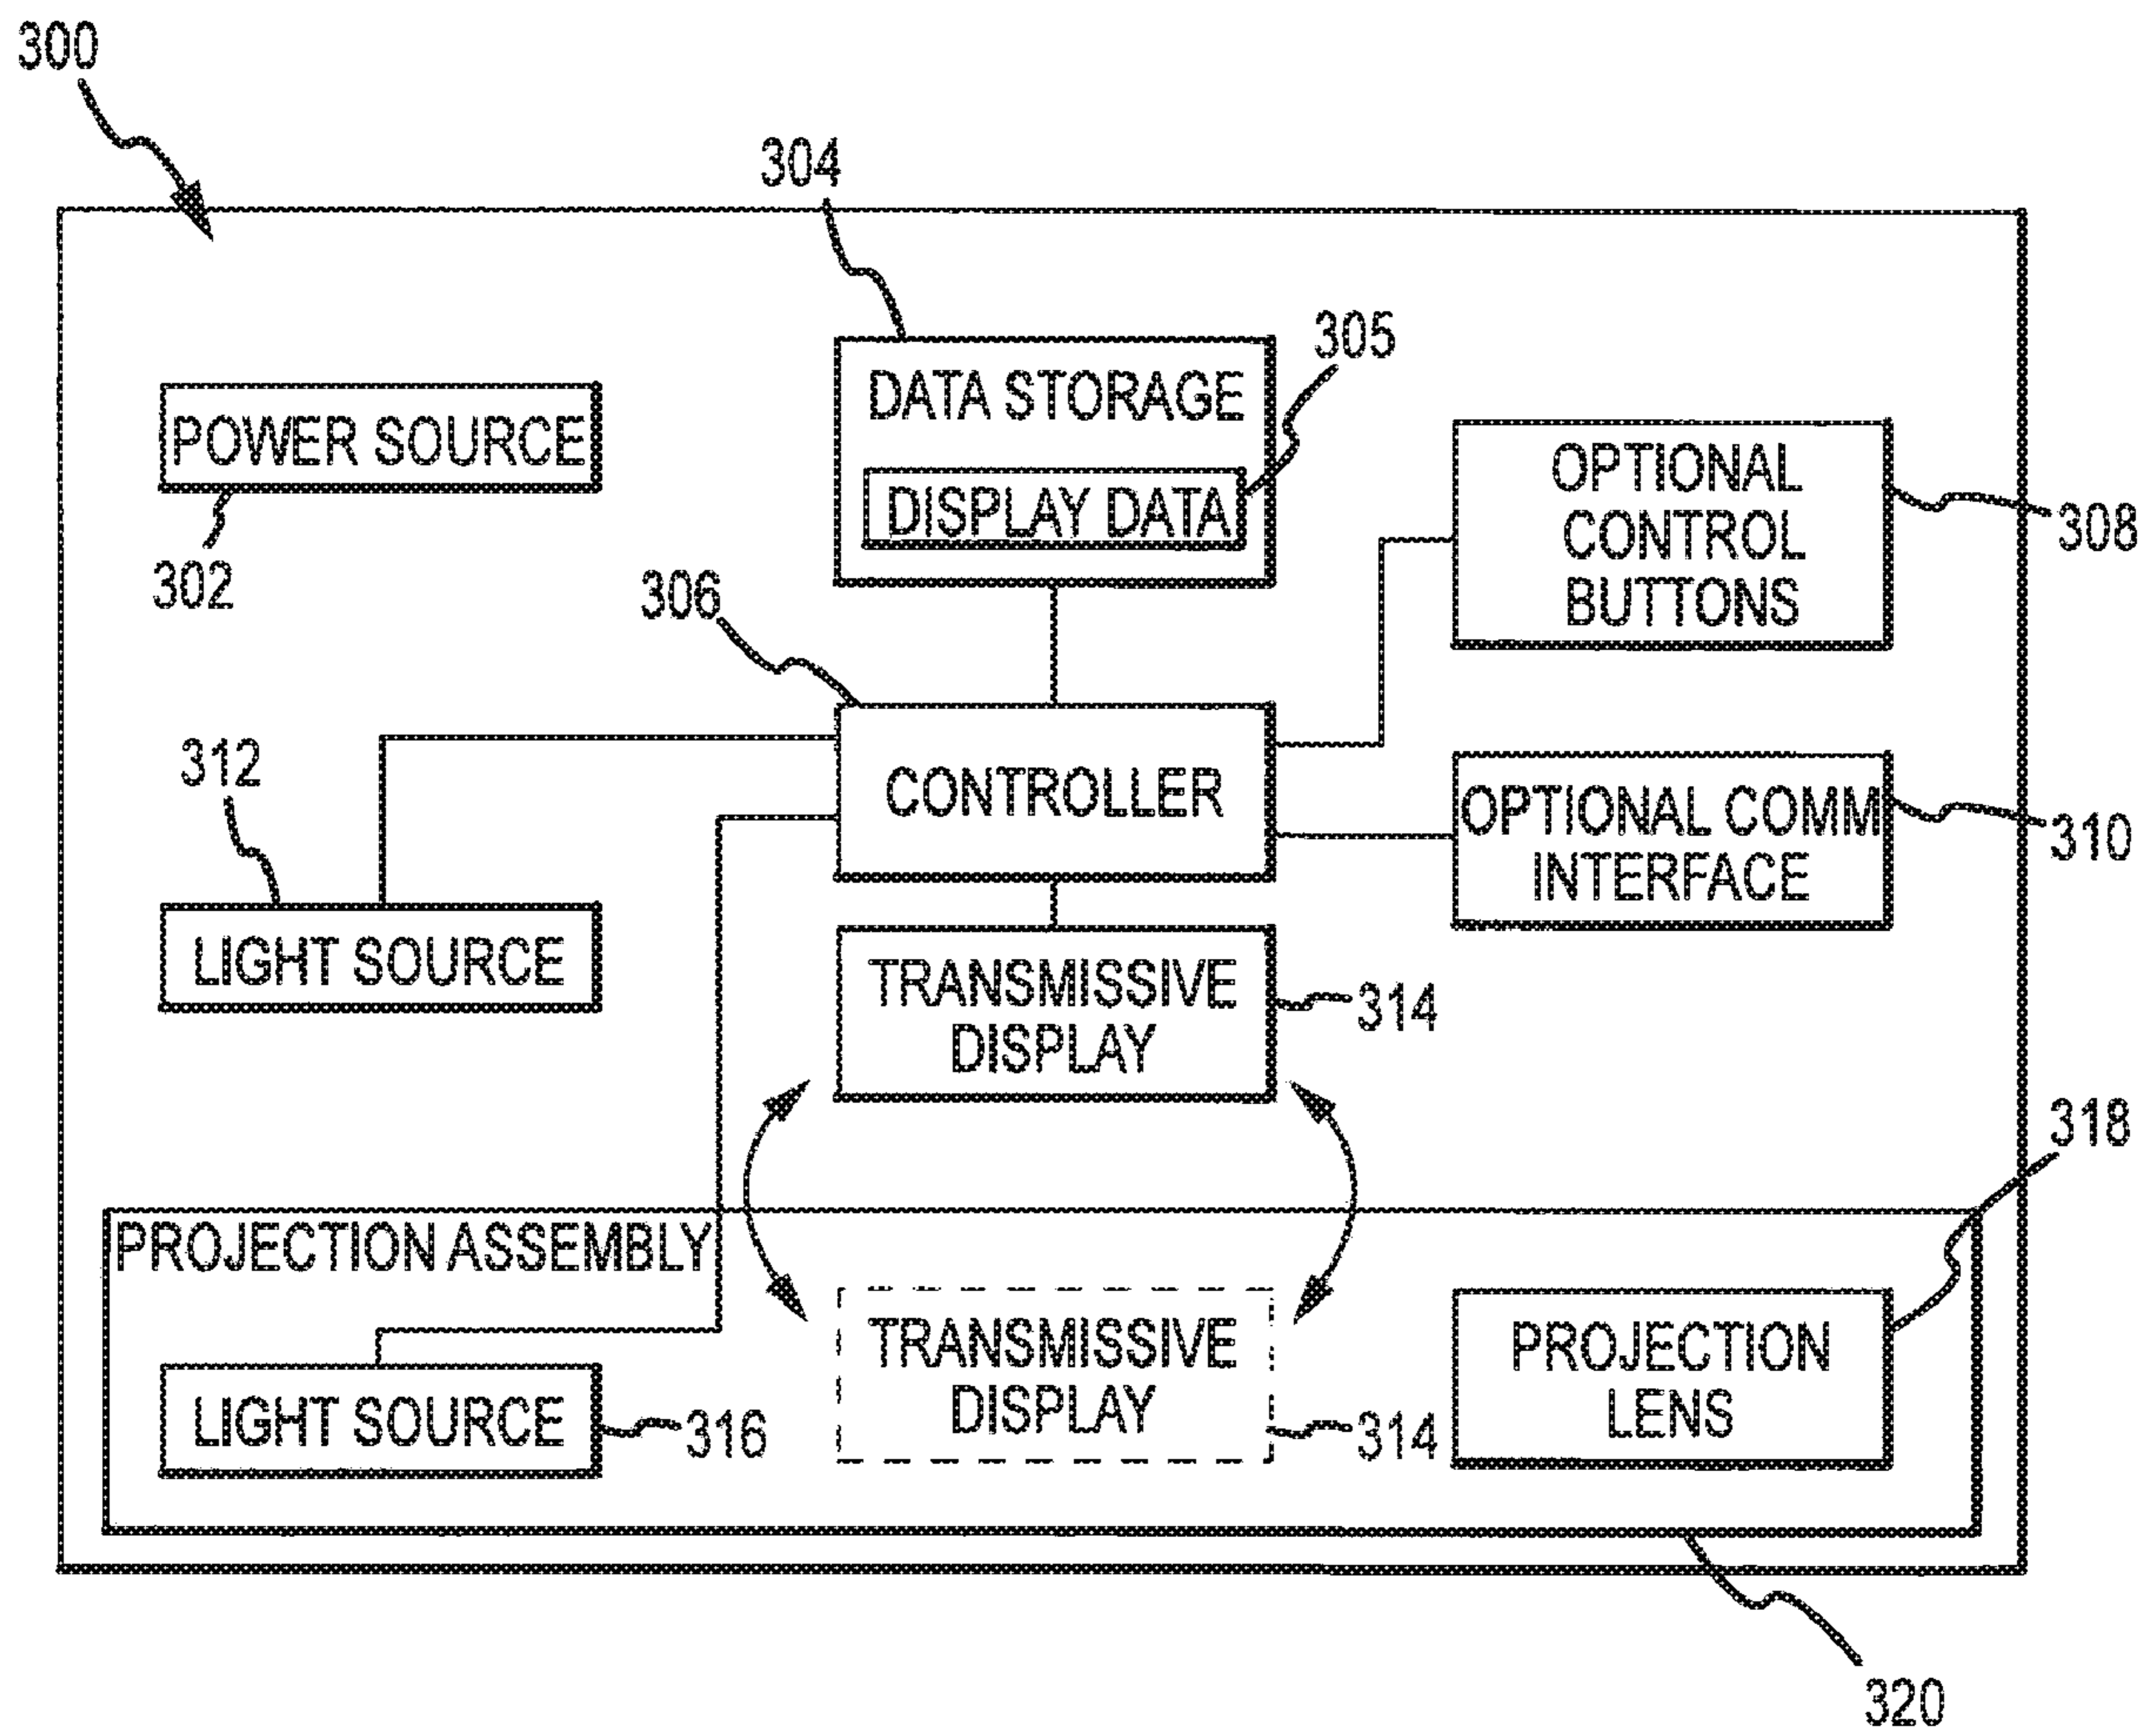 300
304
305
DATA STORAGE
DISPLAY DATA
POWER SOURCE
302
OPTIONAL
CONTROL
BUTTONS
308
306
CONTROLLER
312
LIGHT SOURCE
OPTIONAL COMM
INTERFACE
310
TRANSMISSIVE
DISPLAY
314
318
PROJECTION ASSEMBLY
LIGHT SOURCE
316
TRANSMISSIVE
DISPLAY
314
PROJECTION
LENS
320